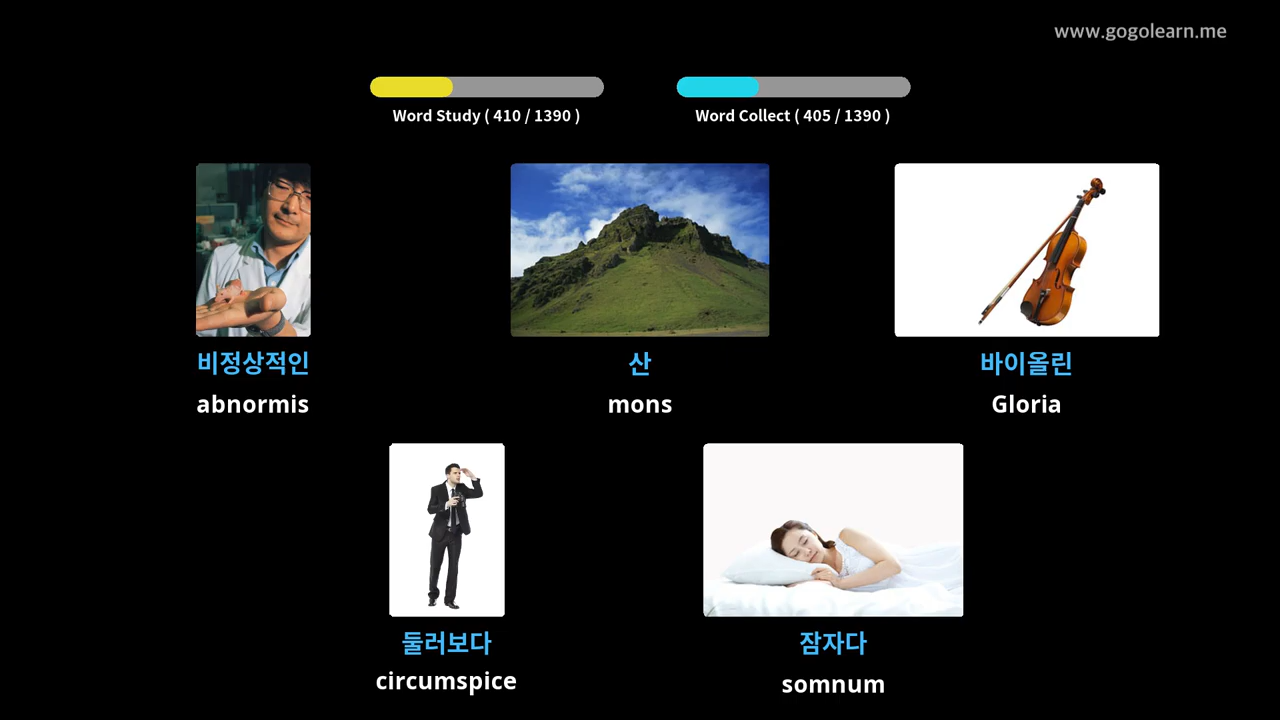 www.gogolearn.me
Word Study ( 410 / 1390 )
Word Collect ( 405 / 1390 )
비정상적인
abnormis
산
mons
바이올린
Gloria
둘러보다
circumspice
잠자다
somnum